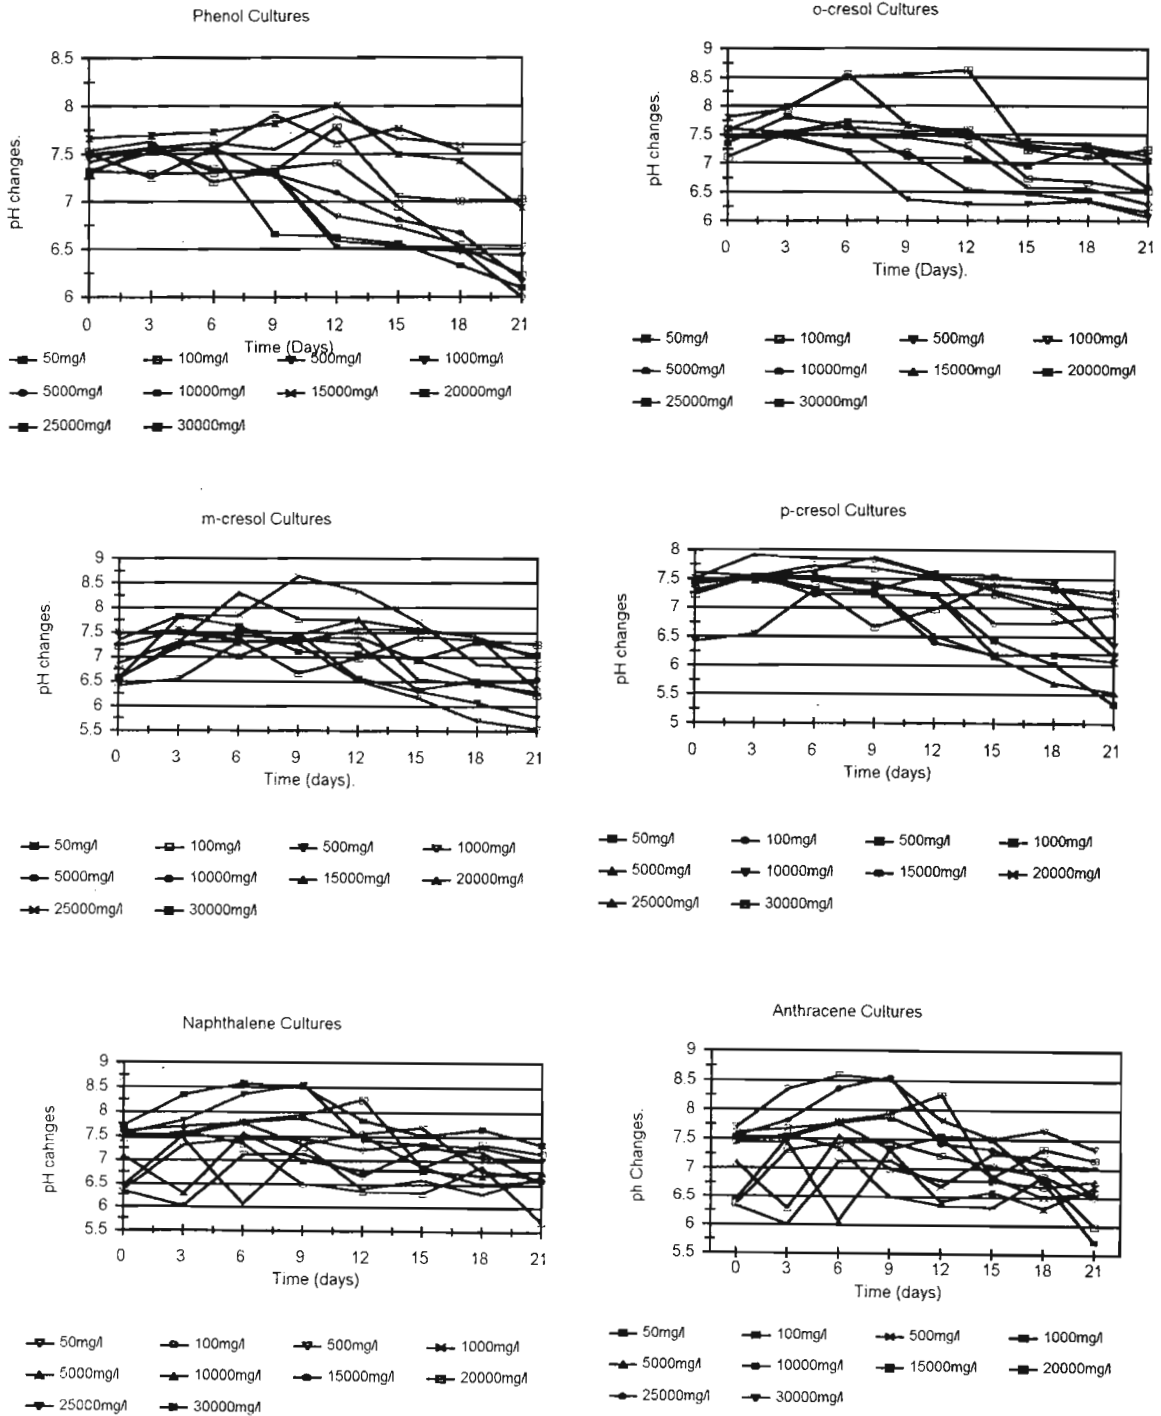 Phenol Cultures
8.5
8
7.5
7
6.5
6
pH changes.
0 3 6 9 12 15 18 21
Time (Days)
50mg/l 100mg/l 500mg/l 1000mg/l
5000mg/l 10000mg/l 15000mg/l 20000mg/l
25000mg/l 30000mg/l
o-cresol Cultures
9
8.5
8
7.5
7
6.5
6
pH changes.
0 3 6 9 12 15 18 21
Time (Days).
50mg/l 100mg/l 500mg/l 1000mg/l
5000mg/l 10000mg/l 15000mg/l 20000mg/l
25000mg/l 30000mg/l
m-cresol Cultures
9
8.5
8
7.5
7
6.5
6
5.5
pH changes.
0 3 6 9 12 15 18 21
Time (days).
50mg/l 100mg/l 500mg/l 1000mg/l
5000mg/l 10000mg/l 15000mg/l 20000mg/l
25000mg/l 30000mg/l
p-cresol Cultures
8
7.5
7
6.5
6
5.5
5
pH changes
0 3 6 9 12 15 18 21
Time (days)
50mg/l 100mg/l 500mg/l 1000mg/l
5000mg/l 10000mg/l 15000mg/l 20000mg/l
25000mg/l 30000mg/l
Naphthalene Cultures
9
8.5
8
7.5
7
6.5
6
5.5
pH cahnges
0 3 6 9 12 15 18 21
Time (days)
50mg/l 100mg/l 500mg/l 1000mg/l
5000mg/l 10000mg/l 15000mg/l 20000mg/l
25000mg/l 30000mg/l
Anthracene Cultures
9
8.5
8
7.5
7
6.5
6
5.5
ph Changes.
0 3 6 9 12 15 18 21
Time (days)
50mg/l 100mg/l 500mg/l 1000mg/l
5000mg/l 10000mg/l 15000mg/l 20000mg/l
25000mg/l 30000mg/l